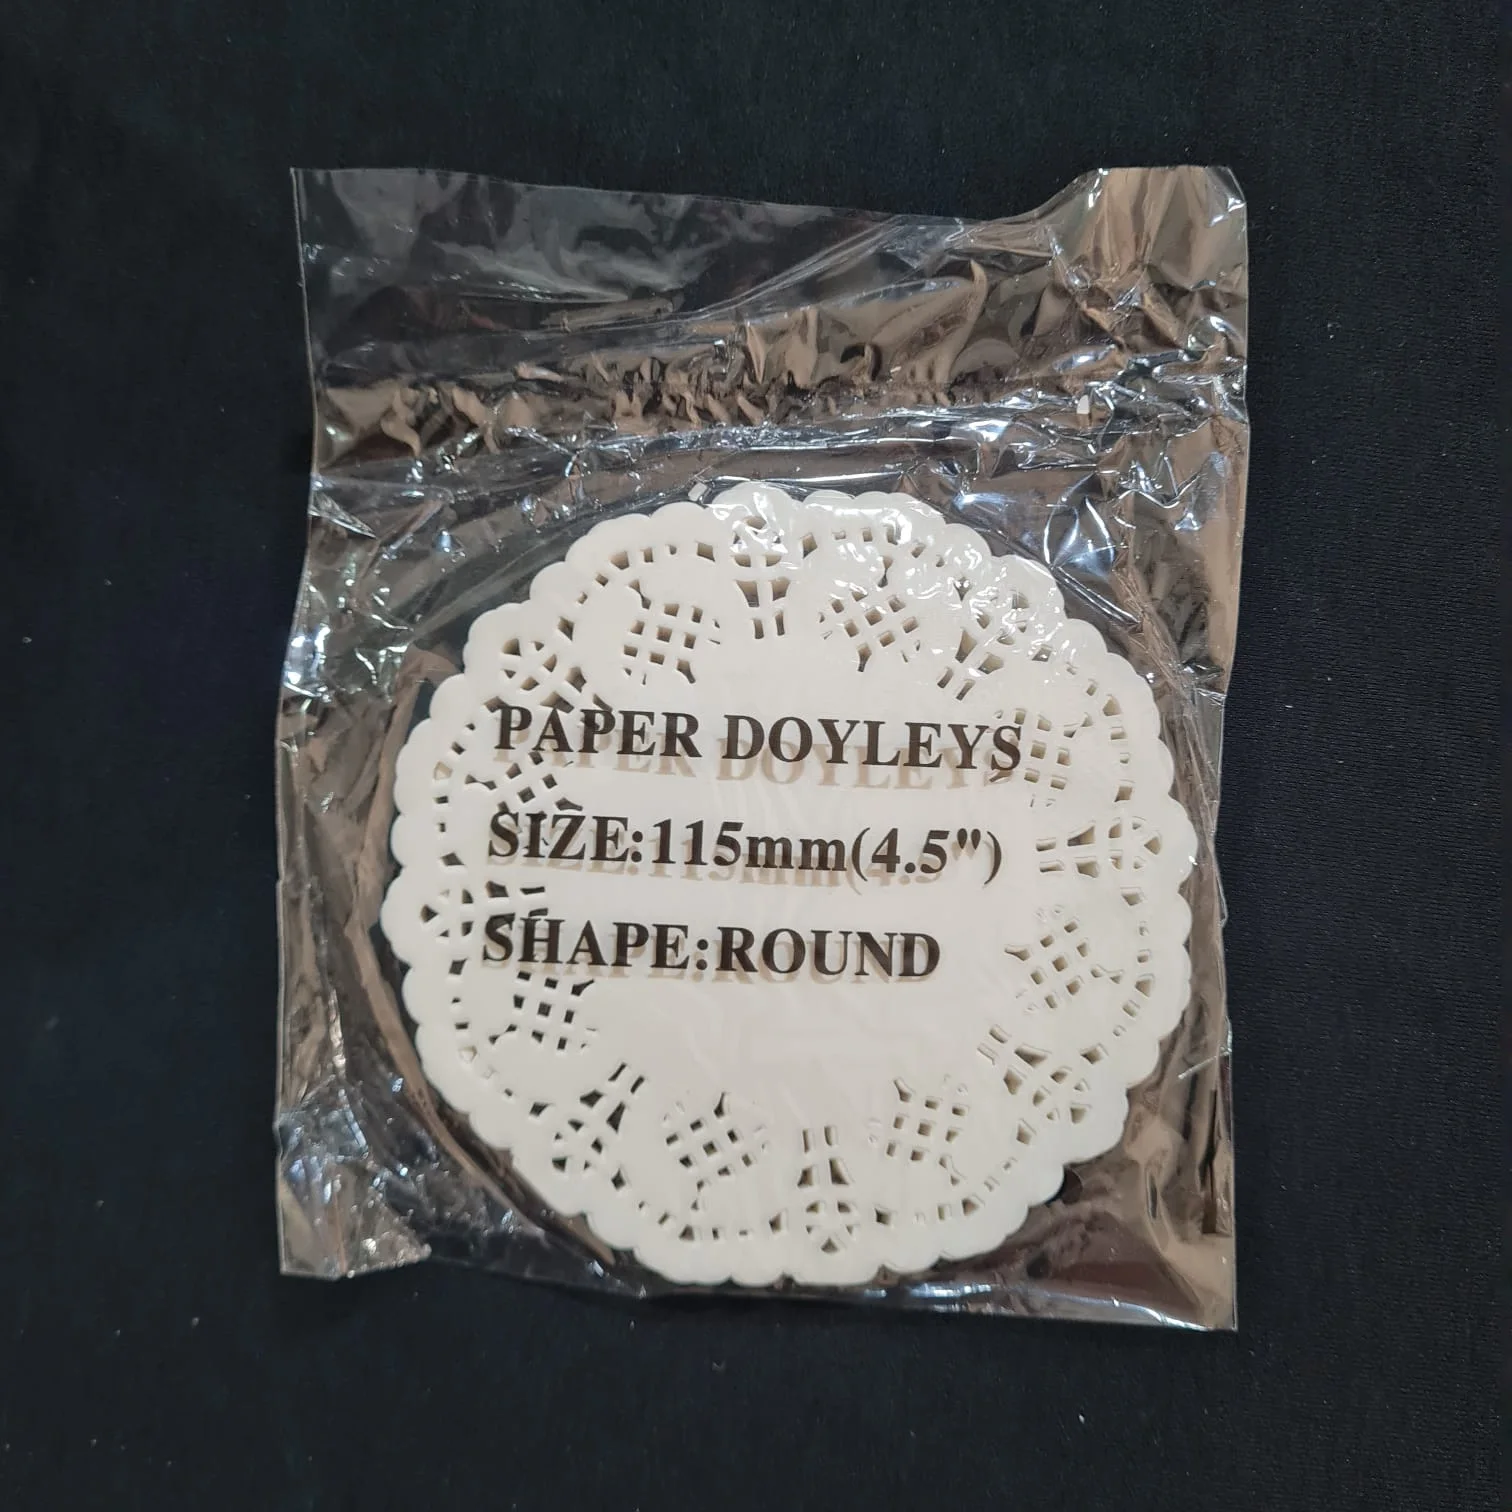 PAPER DOYLEYS
SIZE:115mm(4.5")
SHAPE:ROUND